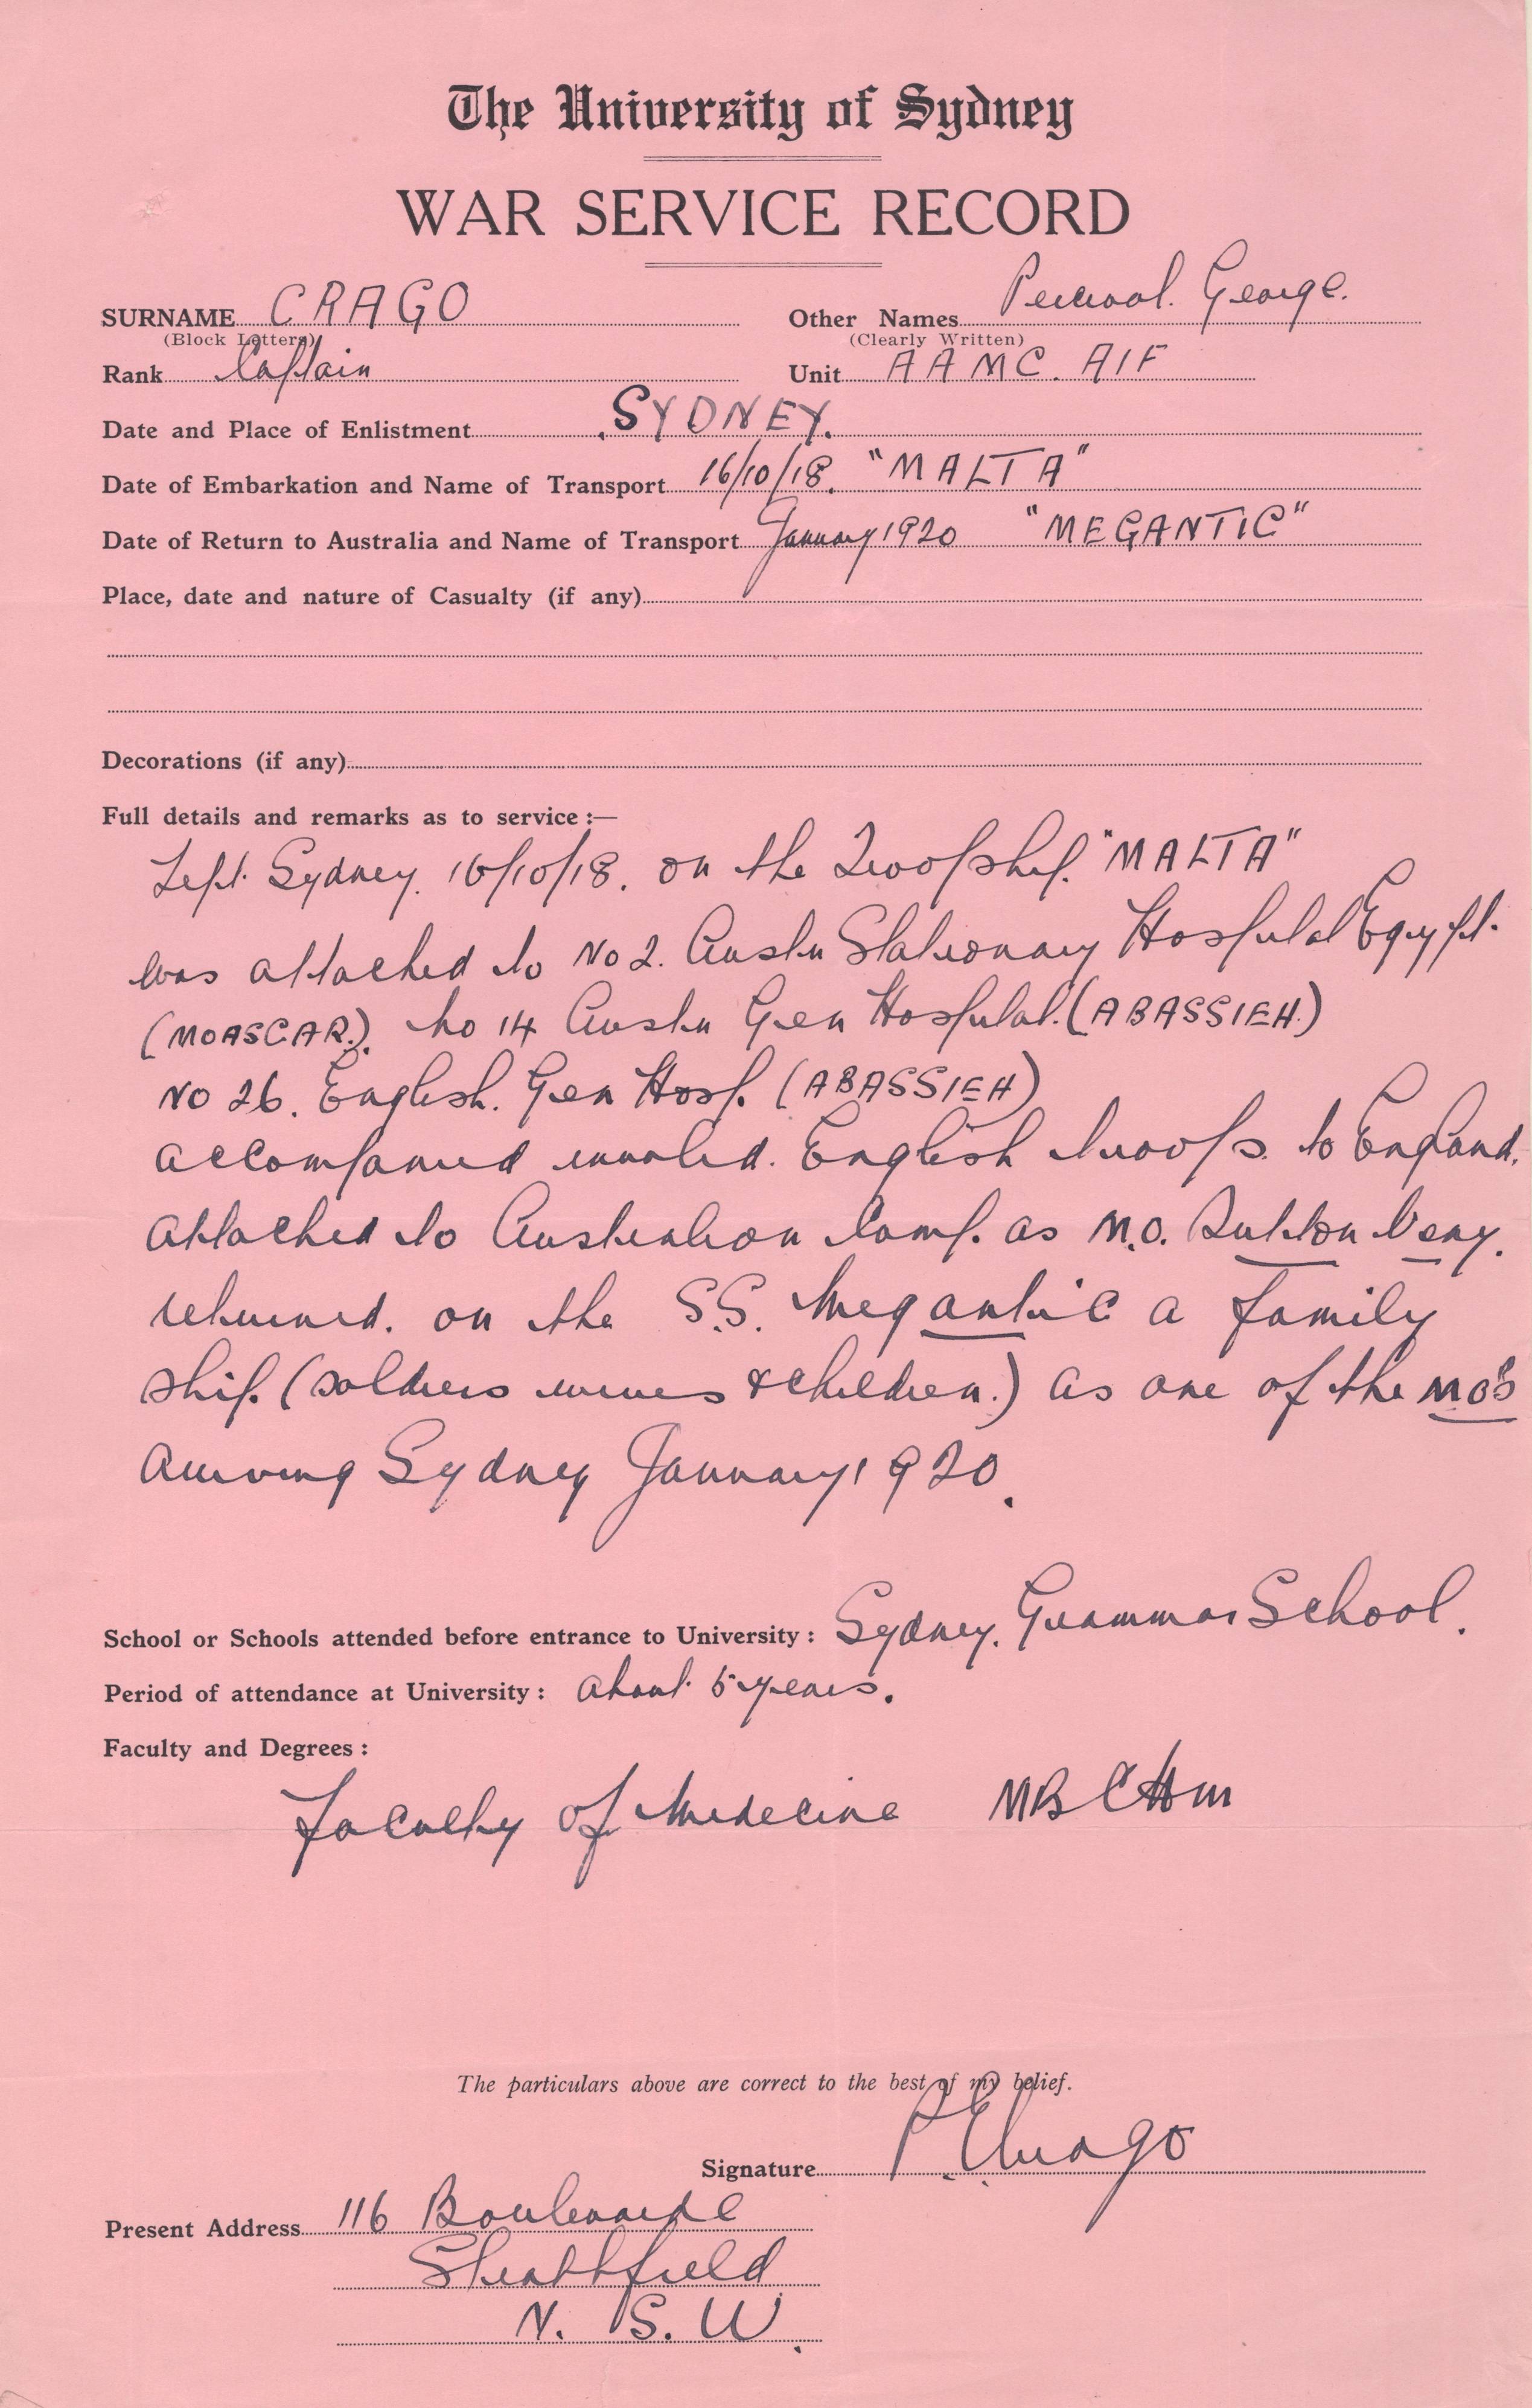 The University of Sydney
WAR SERVICE RECORD
SURNAME CRAGO Other Names Percival. George.
(Block Letters) (Clearly Written)
Rank Captain Unit A A M C. A I F
Date and Place of Enlistment SYDNEY.
Date of Embarkation and Name of Transport 16/10/18. "MALTA"
Date of Return to Australia and Name of Transport January 1920 "MEGANTIC"
Place, date and nature of Casualty (if any)
Decorations (if any)
Full details and remarks as to service :—
Left Sydney. 16/10/18. on the Troopship. "MALTA"
was attached to No 2. Austn Stationary Hospital Egypt.
(MOASCAR.). No 14 Austn Gen Hospital. (ABASSIEH.)
No 26. English. Gen Hosp. (ABASSIEH)
accompanied invalid. English troops. to England.
attached to Australian Camp. as M.O. Sutton Veny.
returned. on the S.S. Megantic a family
ship. (soldiers wives & children.) as one of the MO's
arriving Sydney January 1920.
School or Schools attended before entrance to University : Sydney. Grammar School.
Period of attendance at University : about 5 years.
Faculty and Degrees :
Faculty of Medecine MB CHM
The particulars above are correct to the best of my belief.
Signature P. G. Crago
Present Address 116 Boulevarde
Strathfield
N. S. W.